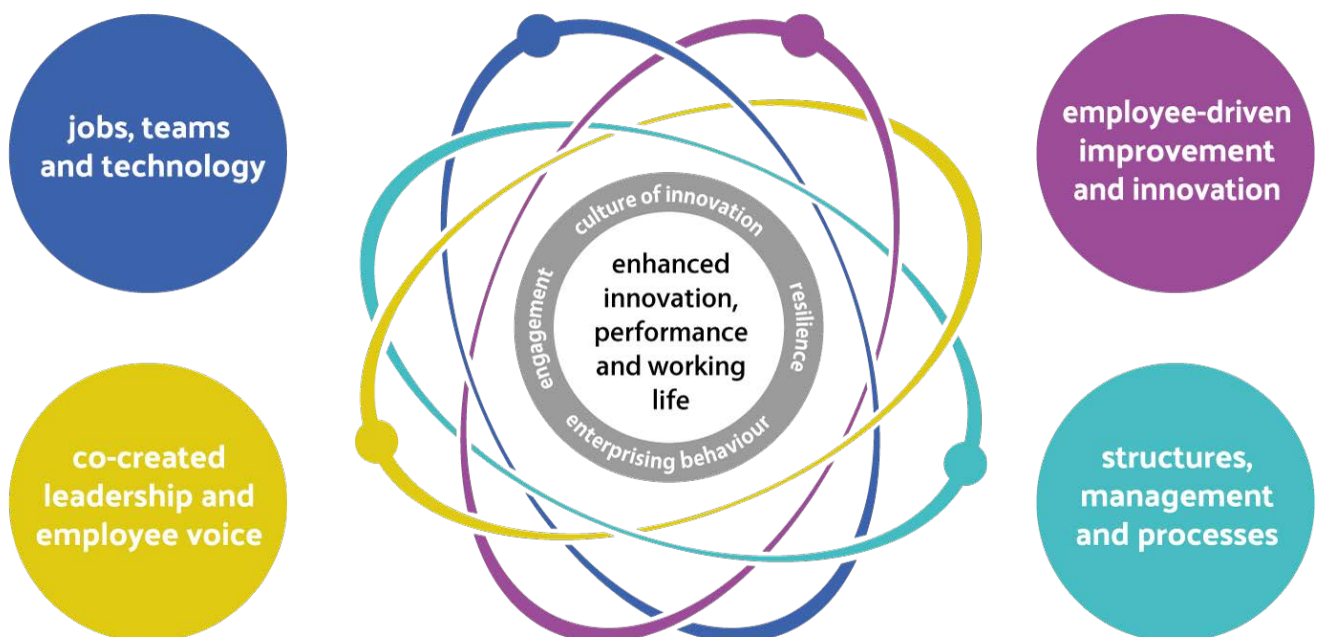 jobs, teams
and technology
employee-driven
improvement
and innovation
culture of innovation
engagement
resilience
enterprising behaviour
enhanced
innovation,
performance
and working
life
co-created
leadership and
employee voice
structures,
management
and processes